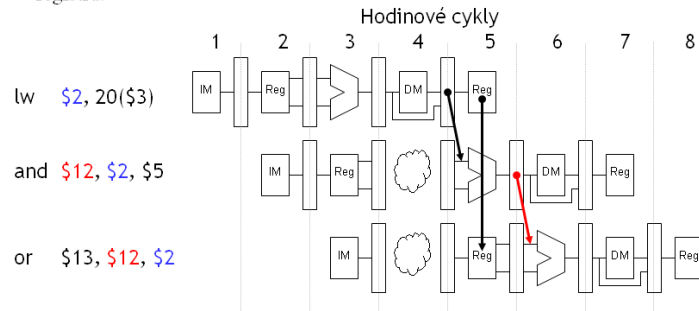 Hodinové cykly
1 2 3 4 5 6 7 8
lw $2, 20($3) IM Reg DM Reg
and $12, $2, $5 IM Reg DM Reg
or $13, $12, $2 IM Reg DM Reg